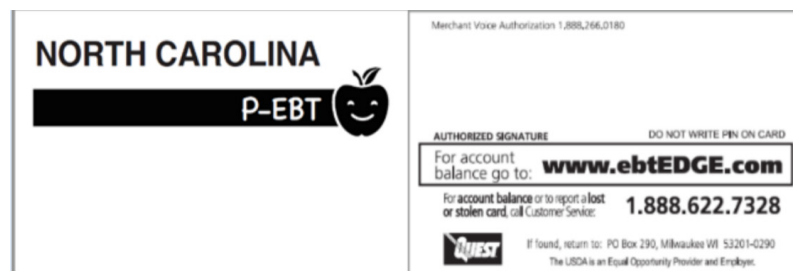 NORTH CAROLINA
P-EBT
Merchant Voice Authorization 1.888.266.0180
AUTHORIZED SIGNATURE
DO NOT WRITE PIN ON CARD
For account
balance go to: www.ebtEDGE.com
For account balance or to report a lost
or stolen card, call Customer Service: 1.888.622.7328
QUEST
If found, return to: PO Box 290, Milwaukee WI 53201-0290
The USDA is an Equal Opportunity Provider and Employer.